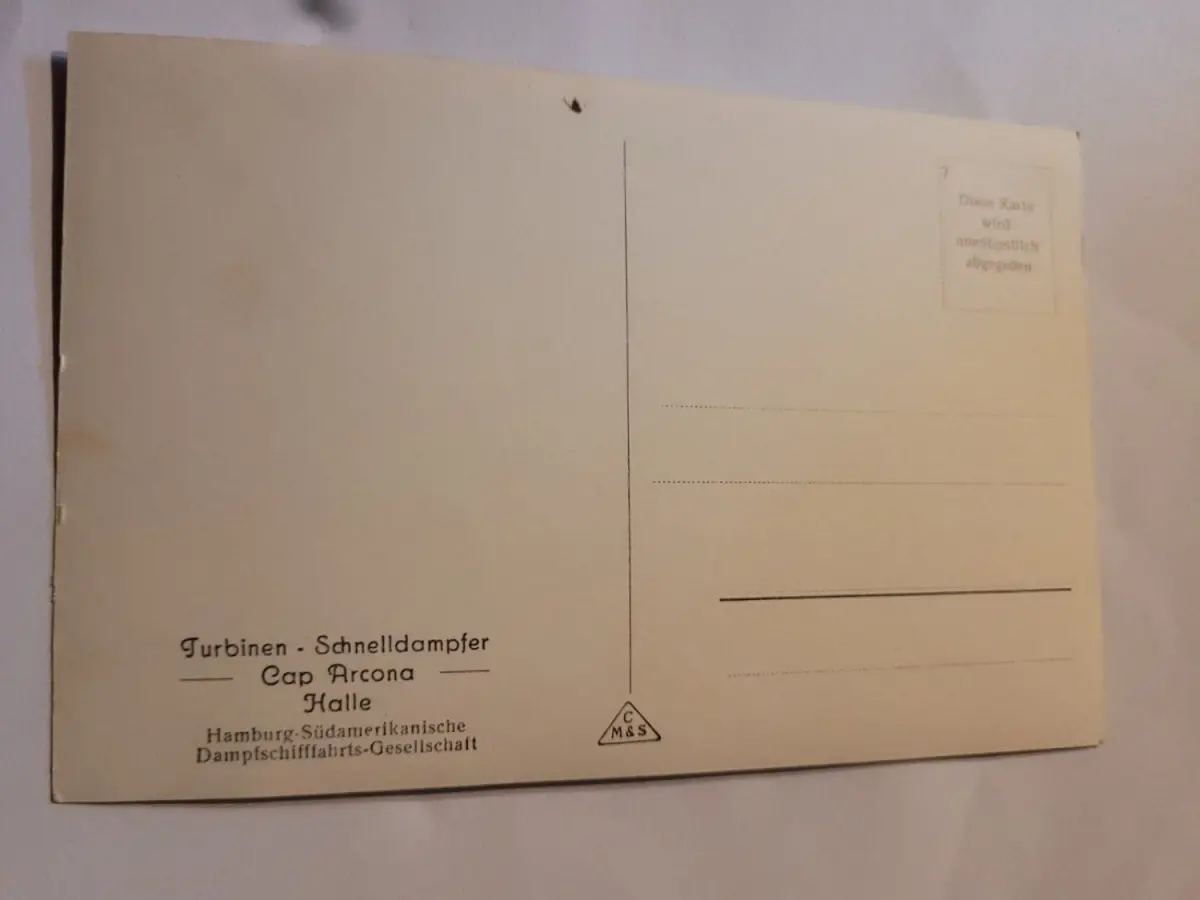 Turbinen - Schnelldampfer
Cap Arcona
Halle
Hamburg-Südamerikanische
Dampfschifffahrts-Gesellschaft
C
M&S
Diese Karte
wird
unentgeltlich
abgegeben